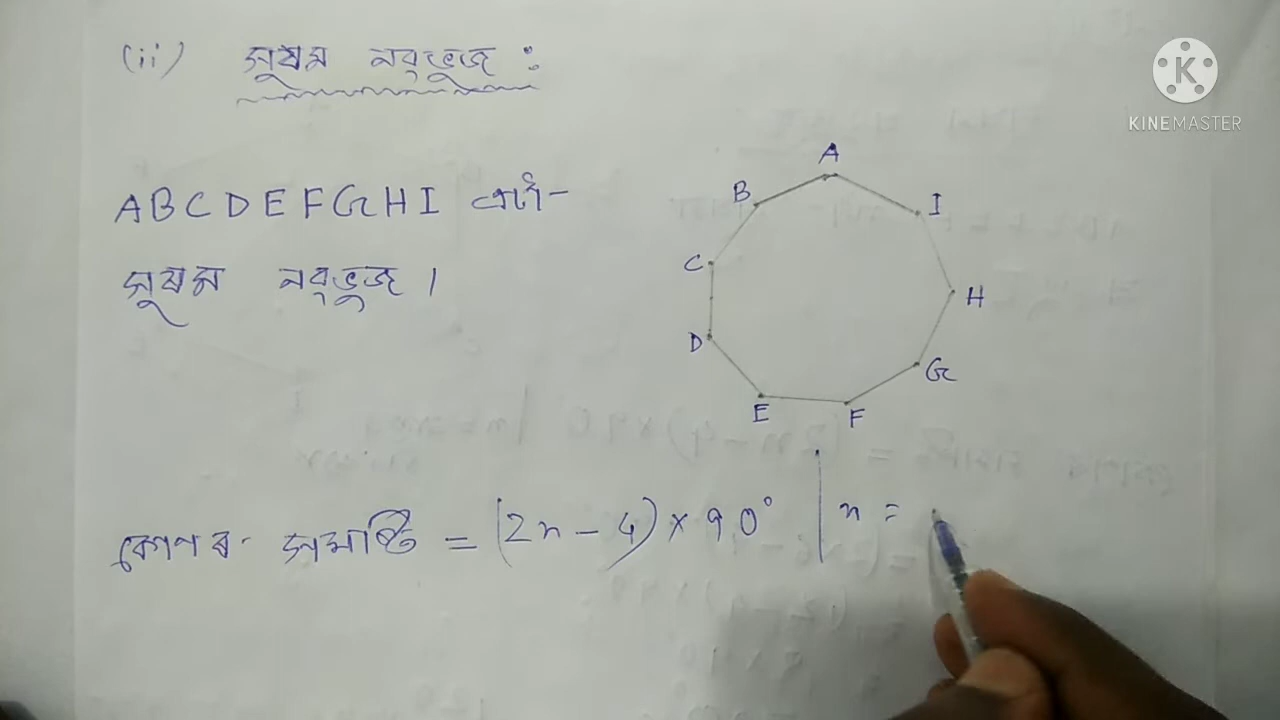 (ii) সুষম নৱভুজ :
KINEMASTER
ABCDEFGHI এটা-
সুষম নৱভুজ ।
A
B
I
C
H
D
G
E
F
কোণৰ সমষ্টি = (2n - 4) × 90° | n =